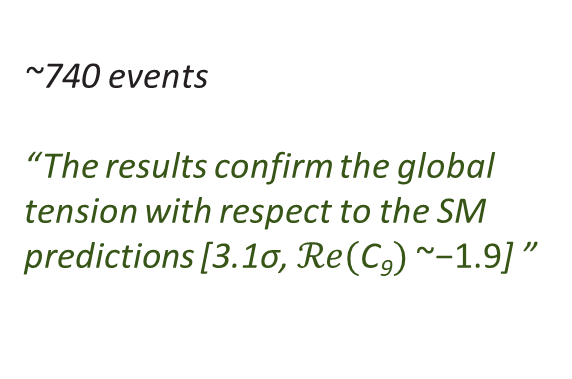 ~740 events
“The results confirm the global
tension with respect to the SM
predictions [3.1σ, ℛe(C₉) ~−1.9] ”